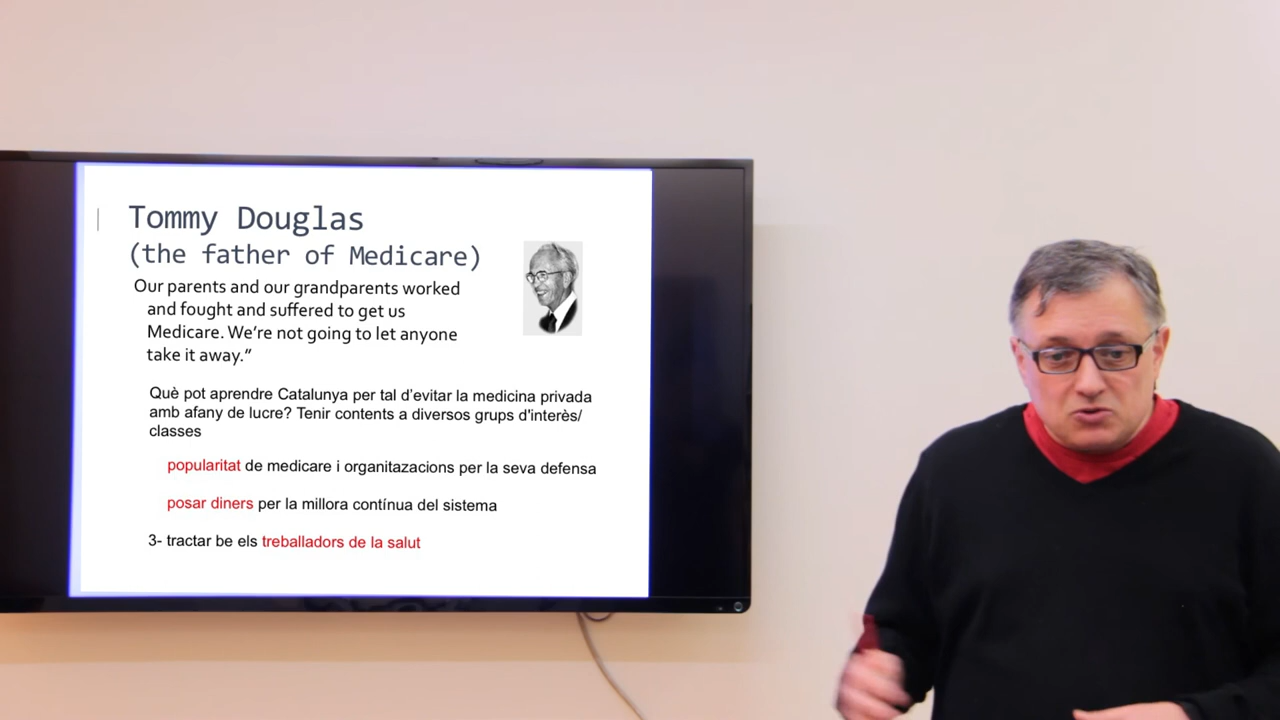 Tommy Douglas
(the father of Medicare)
Our parents and our grandparents worked
and fought and suffered to get us
Medicare. We’re not going to let anyone
take it away.”
Què pot aprendre Catalunya per tal d’evitar la medicina privada
amb afany de lucre? Tenir contents a diversos grups d'interès/
classes
popularitat de medicare i organitazacions per la seva defensa
posar diners per la millora contínua del sistema
3- tractar be els treballadors de la salut